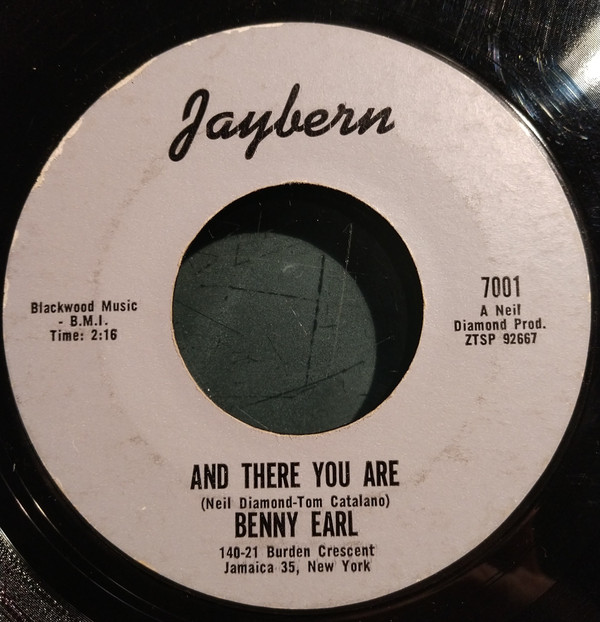 Jaybern
Blackwood Music
- B.M.I.
Time: 2:16
7001
A Neil
Diamond Prod.
ZTSP 92667
AND THERE YOU ARE
(Neil Diamond-Tom Catalano)
BENNY EARL
140-21 Burden Crescent
Jamaica 35, New York